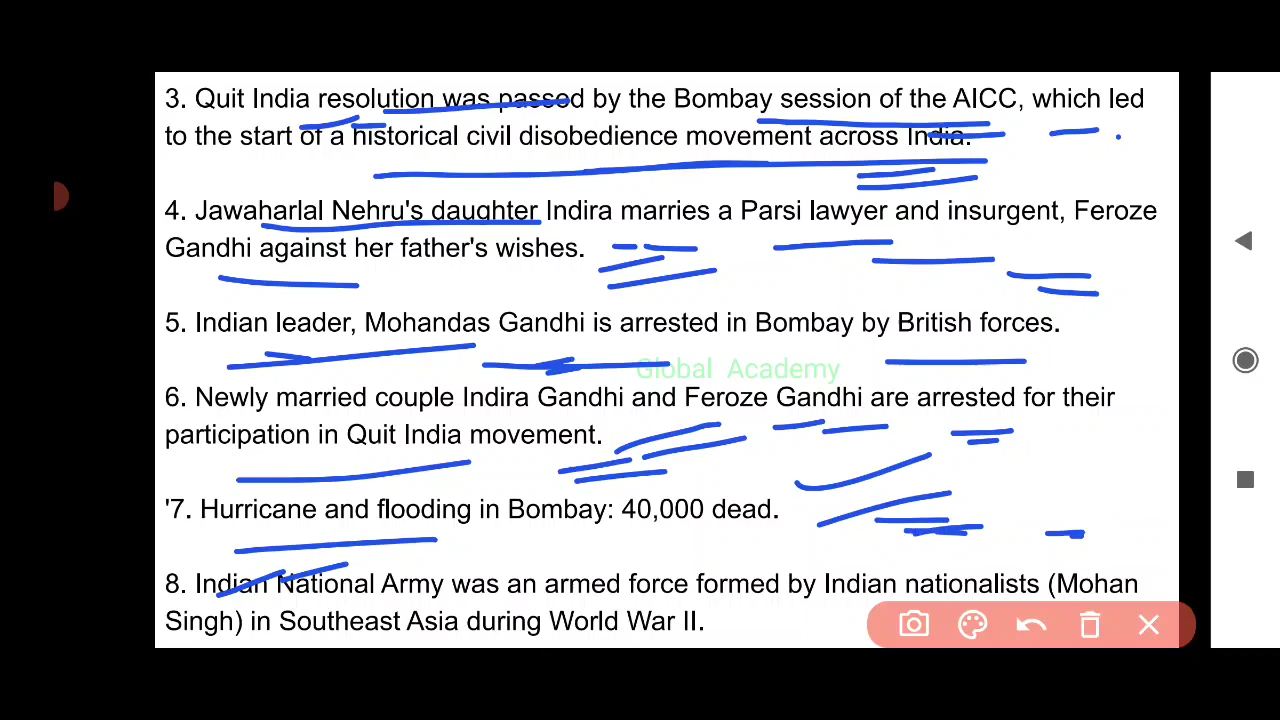 3. Quit India resolution was passed by the Bombay session of the AICC, which led
to the start of a historical civil disobedience movement across India.
4. Jawaharlal Nehru's daughter Indira marries a Parsi lawyer and insurgent, Feroze
Gandhi against her father's wishes.
5. Indian leader, Mohandas Gandhi is arrested in Bombay by British forces.
Global Academy
6. Newly married couple Indira Gandhi and Feroze Gandhi are arrested for their
participation in Quit India movement.
'7. Hurricane and flooding in Bombay: 40,000 dead.
8. Indian National Army was an armed force formed by Indian nationalists (Mohan
Singh) in Southeast Asia during World War II.